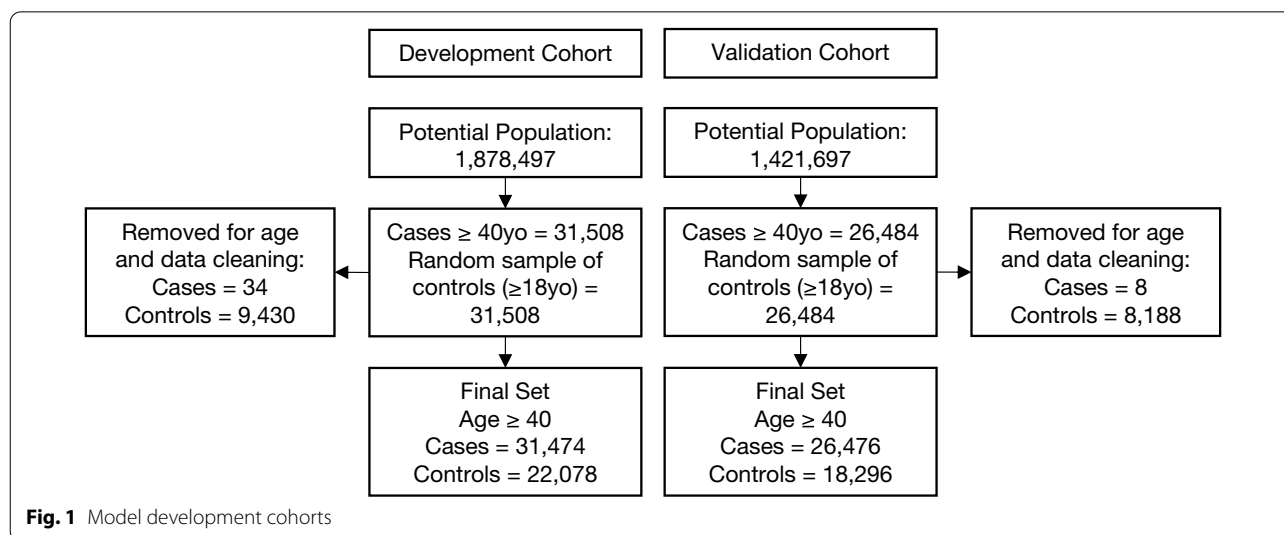 Development Cohort
Validation Cohort
Potential Population:
1,878,497
Potential Population:
1,421,697
Removed for age
and data cleaning:
Cases = 34
Controls = 9,430
Cases ≥ 40yo = 31,508
Random sample of
controls (≥18yo) =
31,508
Cases ≥ 40yo = 26,484
Random sample of
controls (≥18yo) =
26,484
Removed for age
and data cleaning:
Cases = 8
Controls = 8,188
Final Set
Age ≥ 40
Cases = 31,474
Controls = 22,078
Final Set
Age ≥ 40
Cases = 26,476
Controls = 18,296
Fig. 1 Model development cohorts